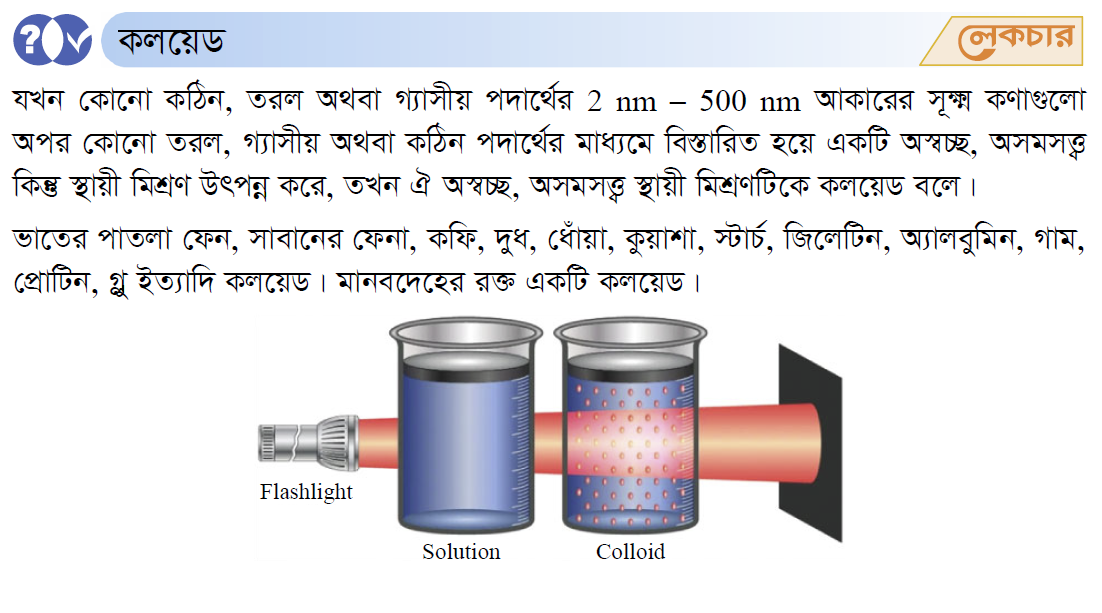 কলয়েড
লেকচার
যখন কোনো কঠিন, তরল অথবা গ্যাসীয় পদার্থের 2 nm – 500 nm আকারের সূক্ষ্ম কণাগুলো
অপর কোনো তরল, গ্যাসীয় অথবা কঠিন পদার্থের মাধ্যমে বিস্তারিত হয়ে একটি অস্বচ্ছ, অসমসত্ত্ব
কিন্তু স্থায়ী মিশ্রণ উৎপন্ন করে, তখন ঐ অস্বচ্ছ, অসমসত্ত্ব স্থায়ী মিশ্রণটিকে কলয়েড বলে।
ভাতের পাতলা ফেন, সাবানের ফেনা, কফি, দুধ, ধোঁয়া, কুয়াশা, স্টার্চ, জিলেটিন, অ্যালবুমিন, গাম,
প্রোটিন, গ্লু ইত্যাদি কলয়েড। মানবদেহের রক্ত একটি কলয়েড।
Flashlight
Solution
Colloid